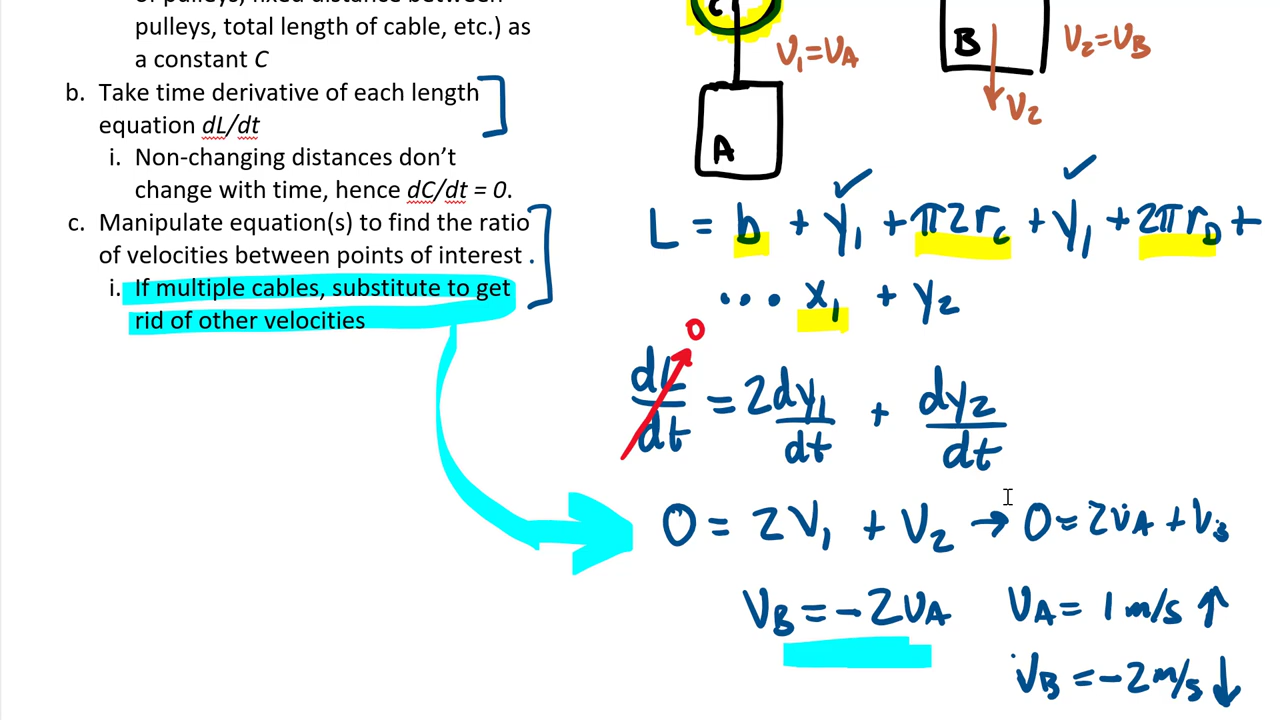 of pulleys, fixed distance between
pulleys, total length of cable, etc.) as
a constant C
b. Take time derivative of each length
equation dL/dt
i. Non-changing distances don't
change with time, hence dC/dt = 0.
c. Manipulate equation(s) to find the ratio
of velocities between points of interest .
i. If multiple cables, substitute to get
rid of other velocities
C
V₁=VA
A
B
V₂=VB
V₂
L = b + y₁ + π2rc + y₁ + 2πrD +
... x₁ + y₂
dL/dt = 2dy₁/dt + dy₂/dt
0
0 = 2V₁ + V₂ → 0=2VA+VB
VB = -2VA
VA = 1 m/s ↑
VB = -2 m/s ↓